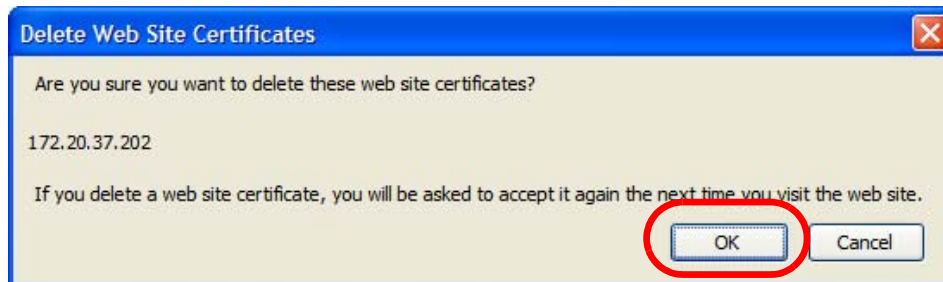 Delete Web Site Certificates
Are you sure you want to delete these web site certificates?
172.20.37.202
If you delete a web site certificate, you will be asked to accept it again the next time you visit the web site.
OK Cancel